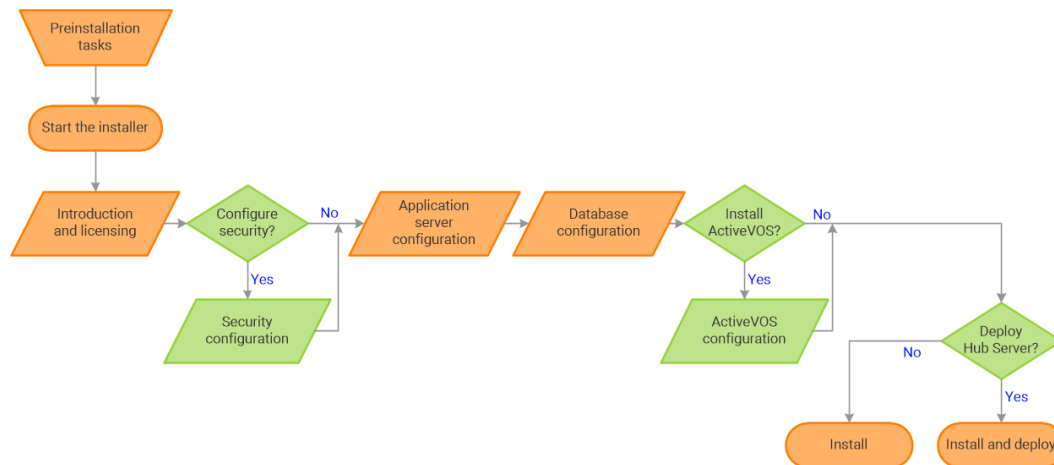 Preinstallation
tasks
Start the installer
Introduction
and licensing
Configure
security?
No
Yes
Security
configuration
Application
server
configuration
Database
configuration
Install
ActiveVOS?
No
Yes
ActiveVOS
configuration
Deploy
Hub Server?
No
Yes
Install
Install and deploy